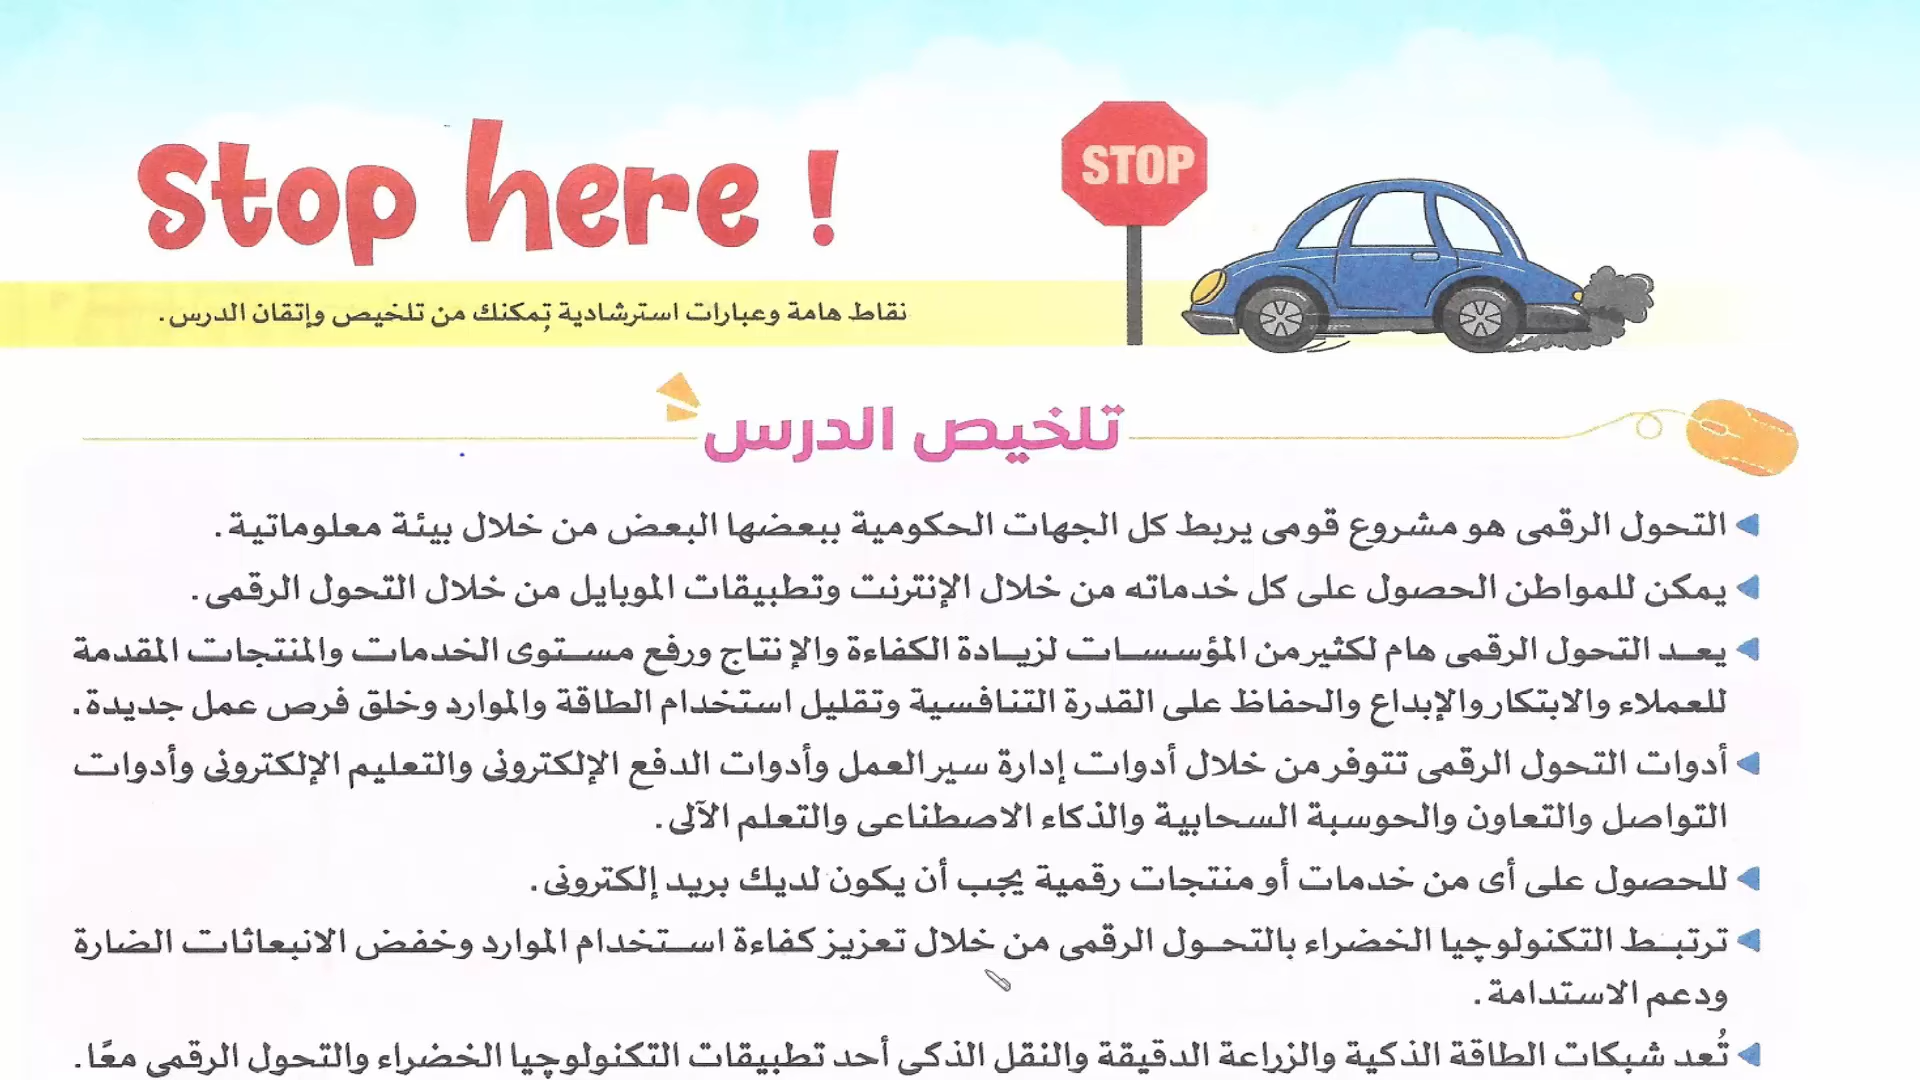 Stop here !
STOP
نقاط هامة وعبارات استرشادية تُمكنك من تلخيص وإتقان الدرس.
تلخيص الدرس
التحول الرقمى هو مشروع قومى يربط كل الجهات الحكومية ببعضها البعض من خلال بيئة معلوماتية.
يمكن للمواطن الحصول على كل خدماته من خلال الإنترنت وتطبيقات الموبايل من خلال التحول الرقمى.
يعد التحول الرقمى هام لكثير من المؤسسات لزيادة الكفاءة والإنتاج ورفع مستوى الخدمات والمنتجات المقدمة
للعملاء والابتكار والإبداع والحفاظ على القدرة التنافسية وتقليل استخدام الطاقة والموارد وخلق فرص عمل جديدة.
أدوات التحول الرقمى تتوفر من خلال أدوات إدارة سير العمل وأدوات الدفع الإلكترونى والتعليم الإلكترونى وأدوات
التواصل والتعاون والحوسبة السحابية والذكاء الاصطناعى والتعلم الآلى.
للحصول على أى من خدمات أو منتجات رقمية يجب أن يكون لديك بريد إلكترونى.
ترتبط التكنولوجيا الخضراء بالتحول الرقمى من خلال تعزيز كفاءة استخدام الموارد وخفض الانبعاثات الضارة
ودعم الاستدامة.
تُعد شبكات الطاقة الذكية والزراعة الدقيقة والنقل الذكى أحد تطبيقات التكنولوجيا الخضراء والتحول الرقمى معًا.